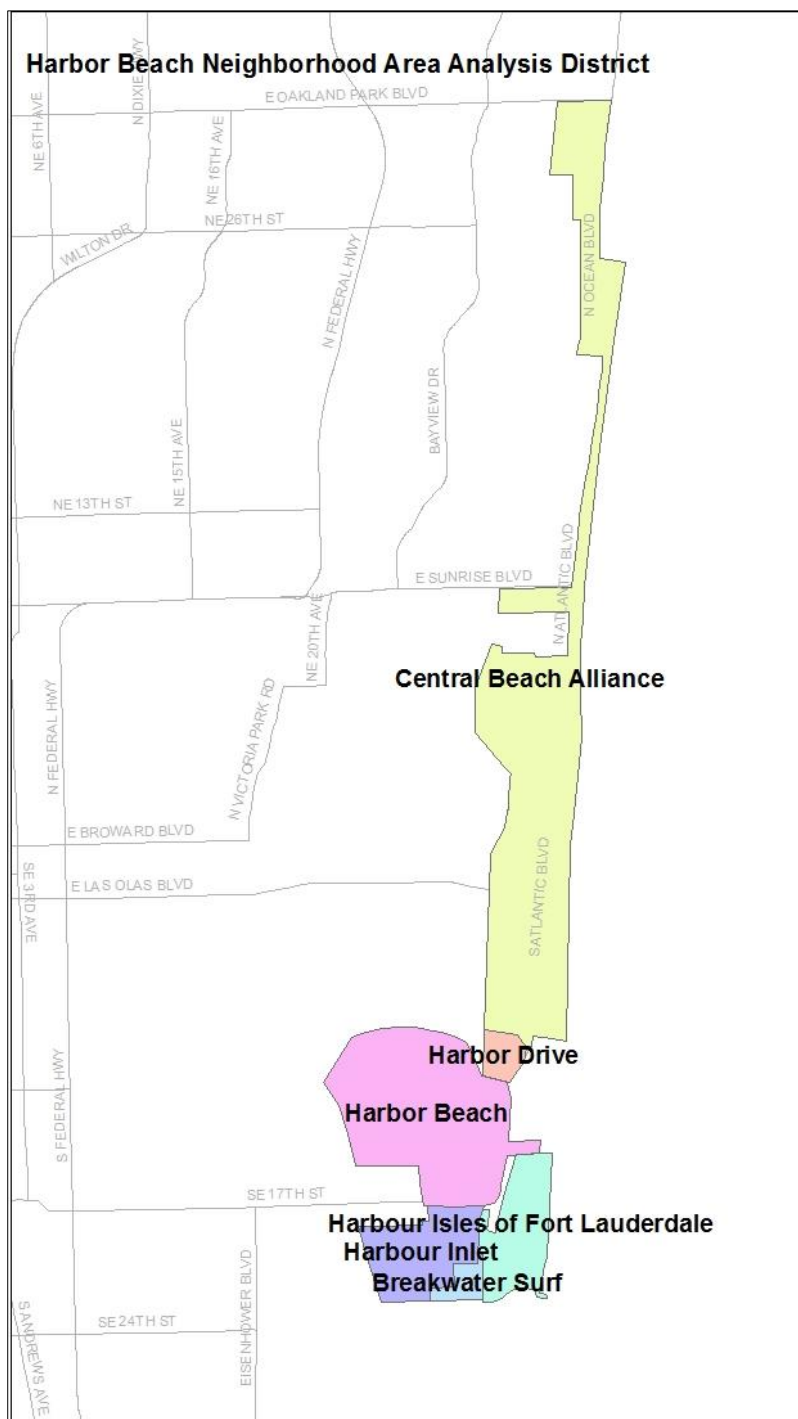 Harbor Beach Neighborhood Area Analysis District
N DIXIE HWY
E OAKLAND PARK BLVD
NE 6TH AVE
NE 16TH AVE
NE 26TH ST
WILTON DR
N OCEAN BLVD
N FEDERAL HWY
BAYVIEW DR
NE 15TH AVE
NE 13TH ST
E SUNRISE BLVD
N ATLANTIC BLVD
NE 20TH AVE
Central Beach Alliance
N FEDERAL HWY
N VICTORIA PARK RD
E BROWARD BLVD
E LAS OLAS BLVD
SE 3RD AVE
S ATLANTIC BLVD
Harbor Drive
S FEDERAL HWY
Harbor Beach
SE 17TH ST
Harbour Isles of Fort Lauderdale
Harbour Inlet
Breakwater Surf
EISENHOWER BLVD
SE 24TH ST
S ANDREWS AVE